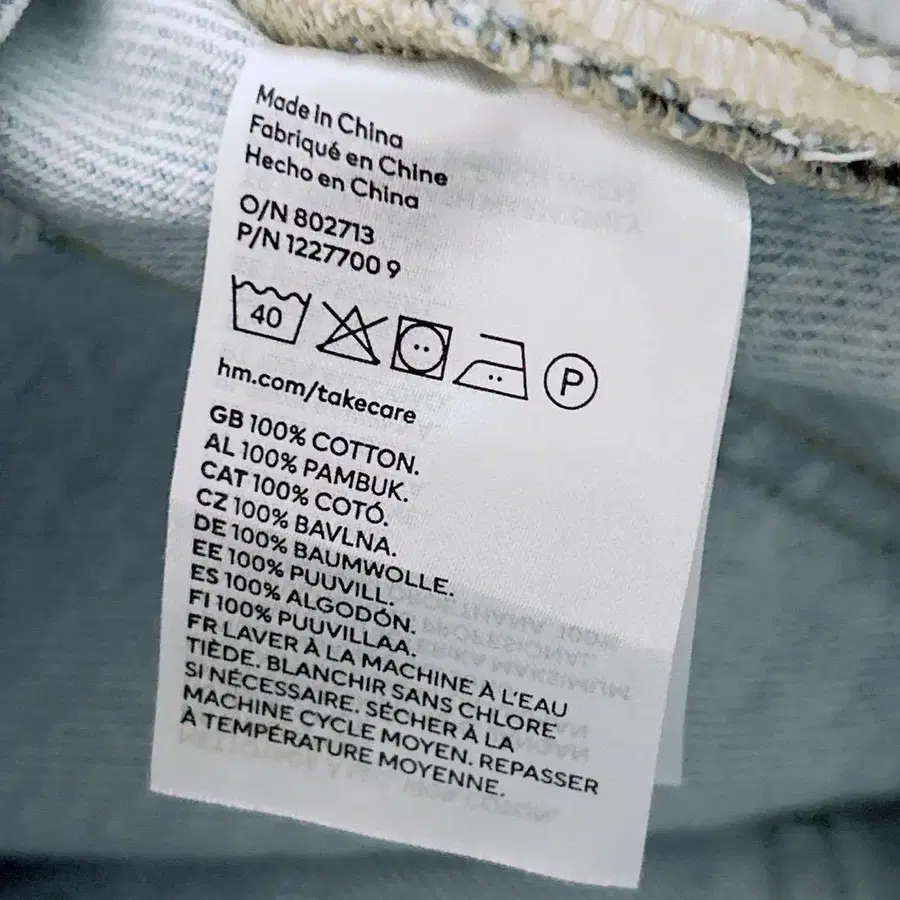 Made in China
Fabriqué en Chine
Hecho en China
O/N 802713
P/N 1227700 9
40
P
hm.com/takecare
GB 100% COTTON.
AL 100% PAMBUK.
CAT 100% COTÓ.
CZ 100% BAVLNA.
DE 100% BAUMWOLLE.
EE 100% PUUVILL.
ES 100% ALGODÓN.
FI 100% PUUVILLAA.
FR LAVER À LA MACHINE À L'EAU
TIÈDE. BLANCHIR SANS CHLORE
SI NÉCESSAIRE. SÉCHER À LA
MACHINE CYCLE MOYEN. REPASSER
À TEMPÉRATURE MOYENNE.